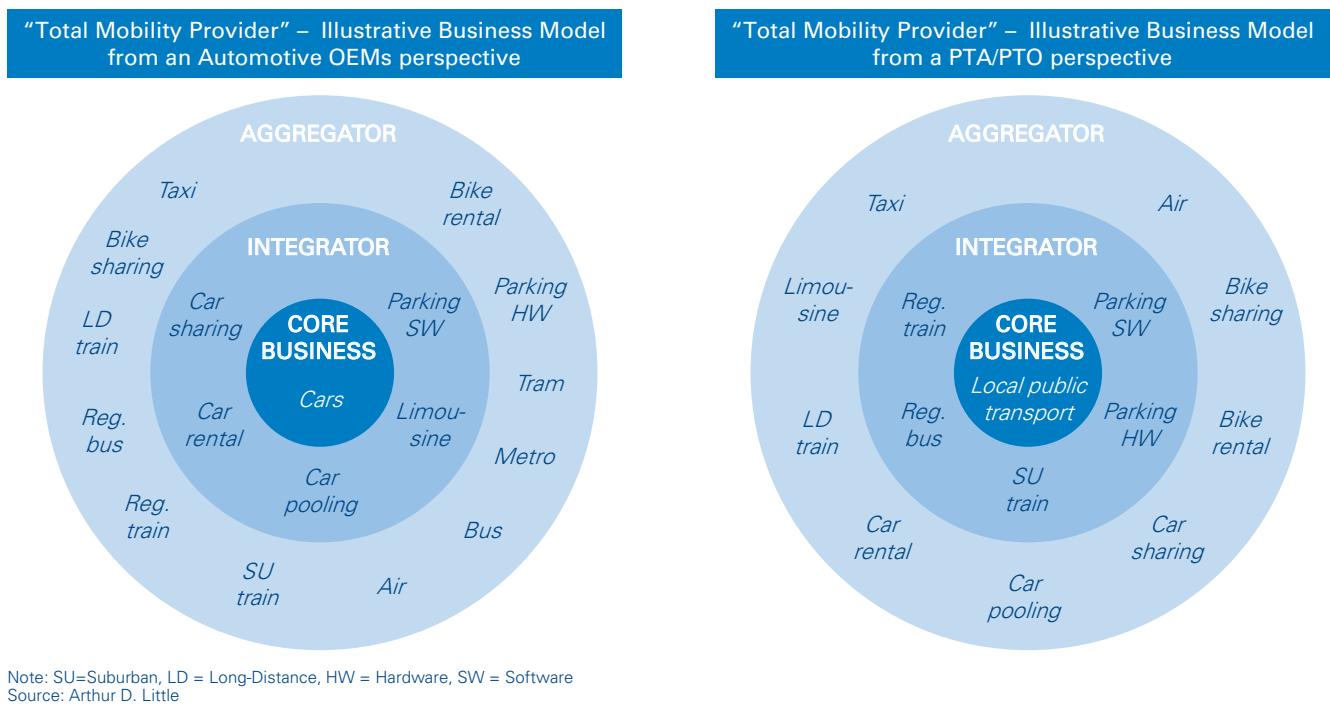 “Total Mobility Provider” – Illustrative Business Model
from an Automotive OEMs perspective
AGGREGATOR
Taxi
Bike
rental
Bike
sharing
INTEGRATOR
Parking
HW
LD
train
Car
sharing
Parking
SW
CORE
BUSINESS
Cars
Tram
Reg.
bus
Car
rental
Limou-
sine
Metro
Car
pooling
Reg.
train
Bus
SU
train
Air
“Total Mobility Provider” – Illustrative Business Model
from a PTA/PTO perspective
AGGREGATOR
Taxi
Air
INTEGRATOR
Limou-
sine
Reg.
train
Parking
SW
Bike
sharing
CORE
BUSINESS
Local public
transport
LD
train
Reg.
bus
Parking
HW
Bike
rental
SU
train
Car
rental
Car
sharing
Car
pooling
Note: SU=Suburban, LD = Long-Distance, HW = Hardware, SW = Software
Source: Arthur D. Little